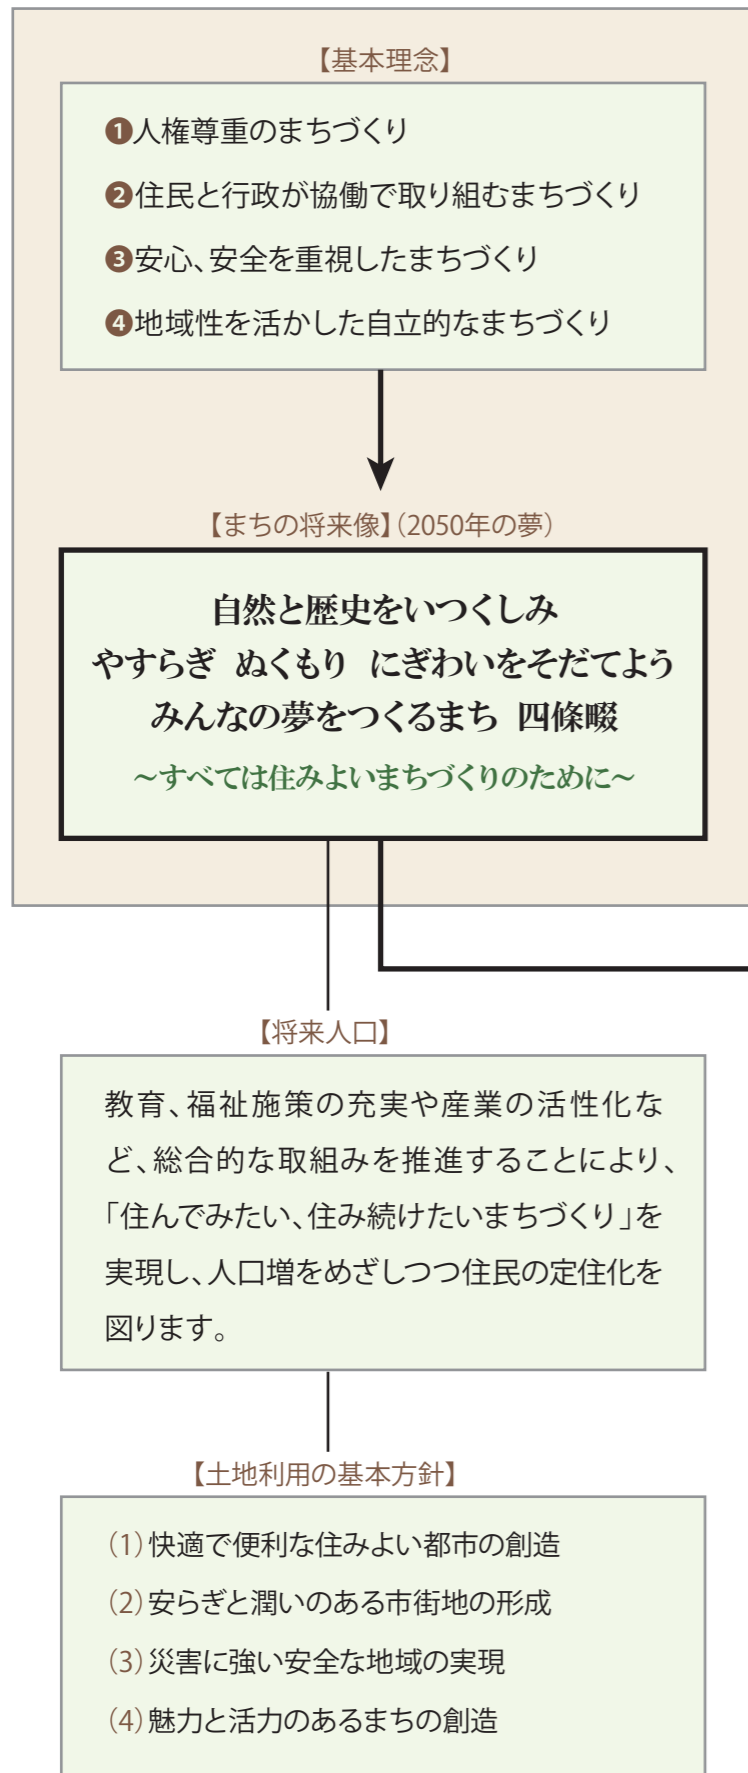 【基本理念】
❶人権尊重のまちづくり
❷住民と行政が協働で取り組むまちづくり
❸安心、安全を重視したまちづくり
❹地域性を活かした自立的なまちづくり
【まちの将来像】（2050年の夢）
自然と歴史をいつくしみ
やすらぎ ぬくもり にぎわいをそだてよう
みんなの夢をつくるまち 四條畷
～すべては住みよいまちづくりのために～
【将来人口】
教育、福祉施策の充実や産業の活性化な
ど、総合的な取組みを推進することにより、
「住んでみたい、住み続けたいまちづくり」を
実現し、人口増をめざしつつ住民の定住化を
図ります。
【土地利用の基本方針】
（1）快適で便利な住みよい都市の創造
（2）安らぎと潤いのある市街地の形成
（3）災害に強い安全な地域の実現
（4）魅力と活力のあるまちの創造